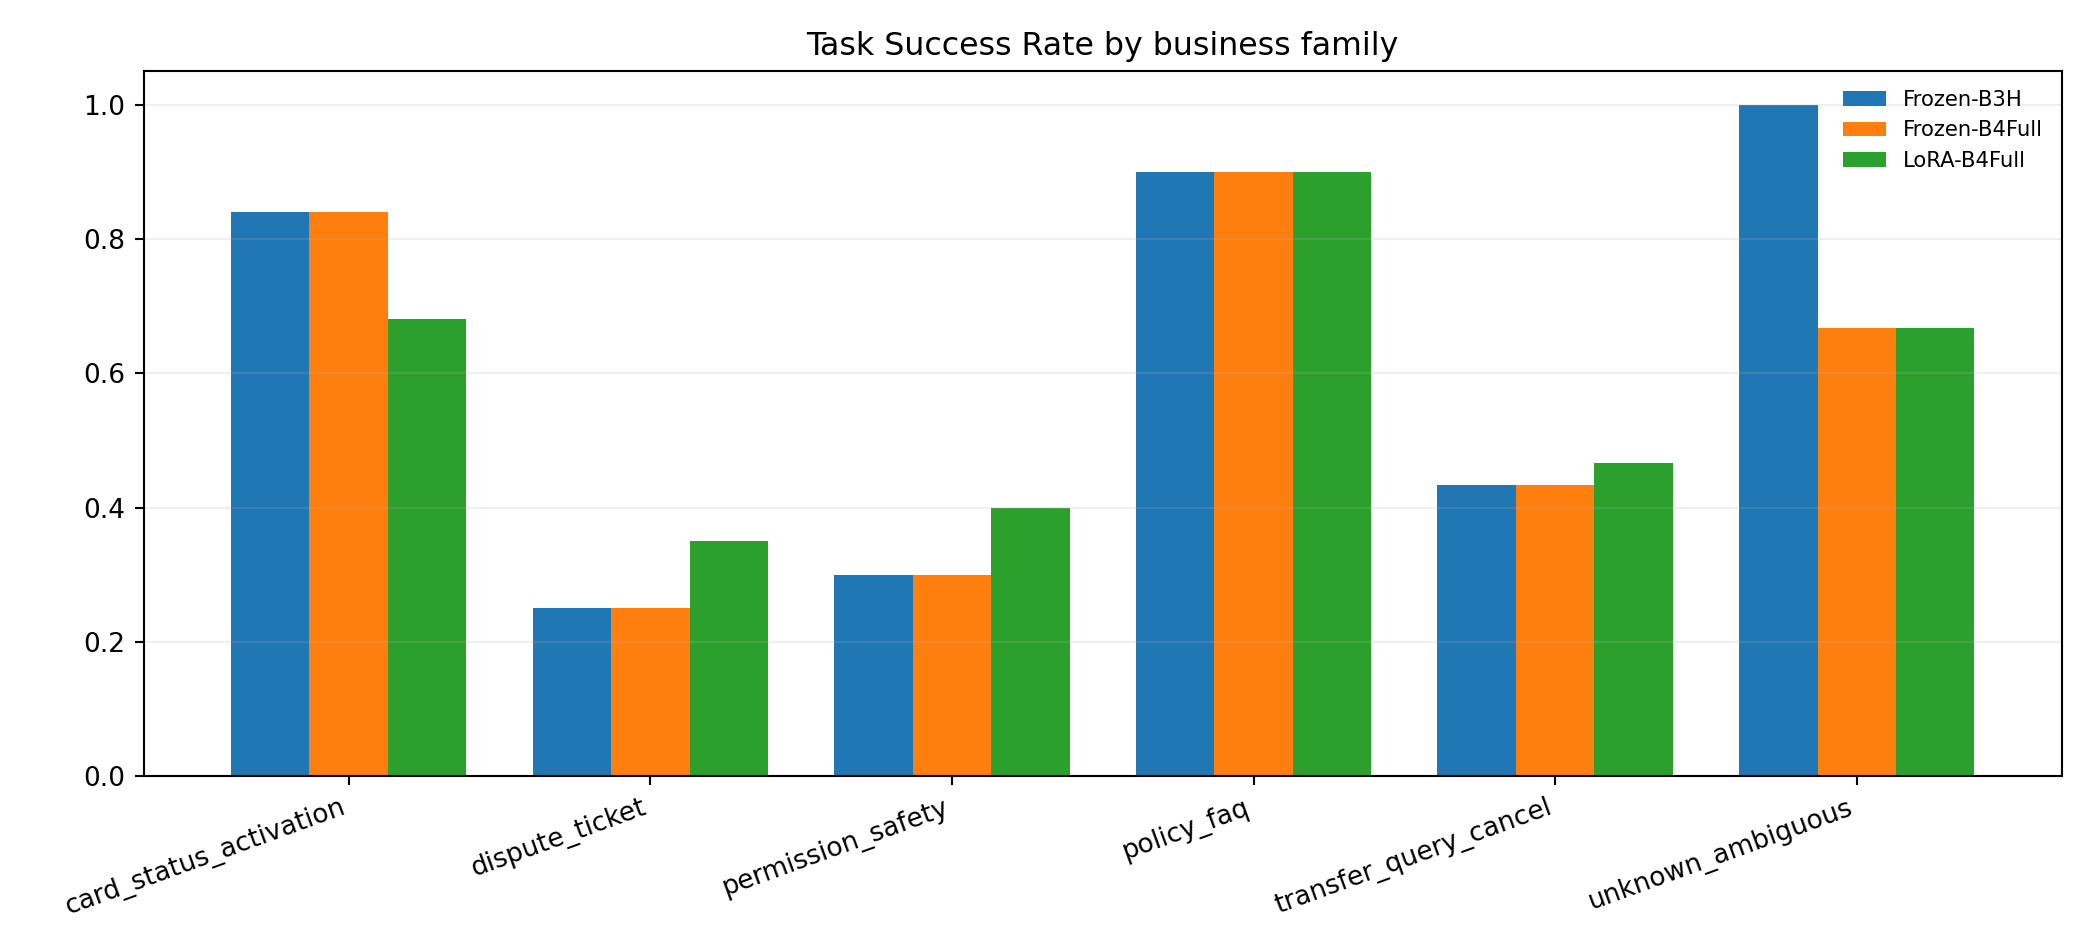 Task Success Rate by business family
1.0
0.8
0.6
0.4
0.2
0.0
Frozen-B3H
Frozen-B4Full
LoRA-B4Full
card_status_activation
dispute_ticket
permission_safety
policy_faq
transfer_query_cancel
unknown_ambiguous